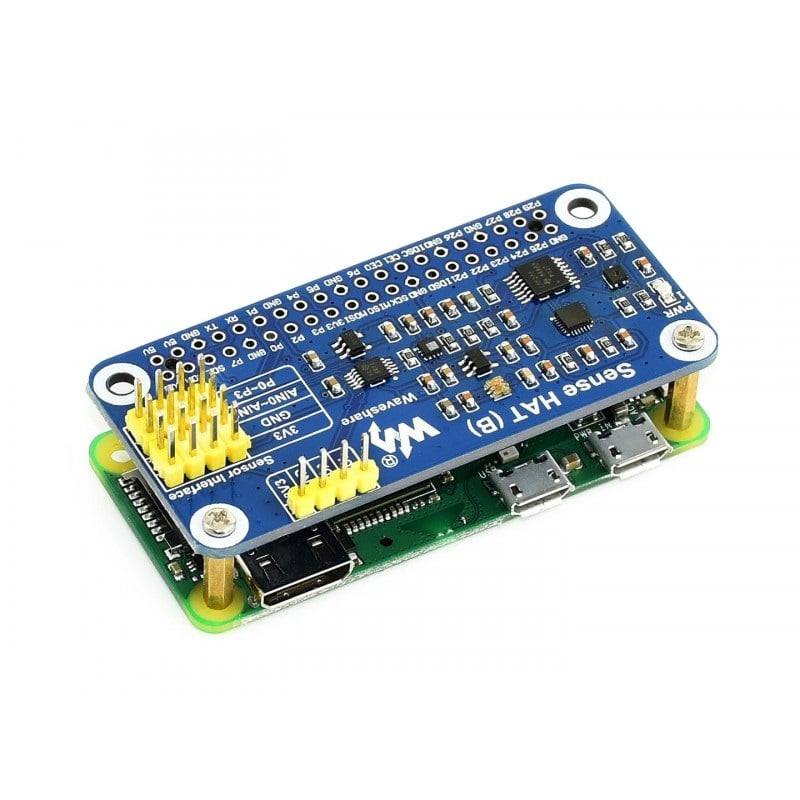 5V 5V GND TX RX P1 GND P4 P5 GND P6 CE0 CE1 IDSC GND P26 GND P27 P28 P29
P0 GND P7
P2 P3 3V3 MOSI MISO SCK GND IDSD P21 P22 P23 P24 P25 GND
PWR
P0-P3
GND
3V3
Sensor Interface
Waveshare
®
Sense HAT (B)
PWR IN